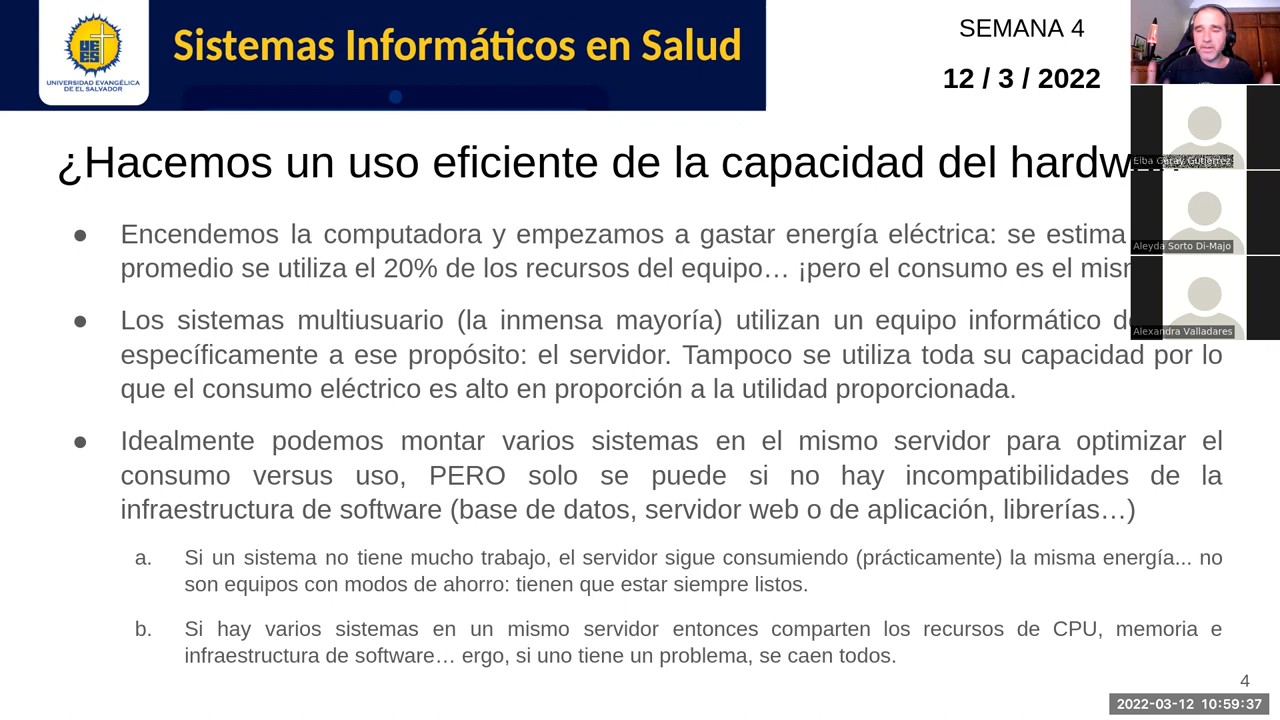 UNIVERSIDAD EVANGÉLICA
DE EL SALVADOR
Sistemas Informáticos en Salud
SEMANA 4
12 / 3 / 2022
¿Hacemos un uso eficiente de la capacidad del
● Encendemos la computadora y empezamos a gastar energía eléctrica: se estima
promedio se utiliza el 20% de los recursos del equipo… ¡pero el consumo es el
● Los sistemas multiusuario (la inmensa mayoría) utilizan un equipo informático
específicamente a ese propósito: el servidor. Tampoco se utiliza toda su capacidad por lo
que el consumo eléctrico es alto en proporción a la utilidad proporcionada.
● Idealmente podemos montar varios sistemas en el mismo servidor para optimizar el
consumo versus uso, PERO solo se puede si no hay incompatibilidades de la
infraestructura de software (base de datos, servidor web o de aplicación, librerías…)
a. Si un sistema no tiene mucho trabajo, el servidor sigue consumiendo (prácticamente) la misma energía... no
son equipos con modos de ahorro: tienen que estar siempre listos.
b. Si hay varios sistemas en un mismo servidor entonces comparten los recursos de CPU, memoria e
infraestructura de software… ergo, si uno tiene un problema, se caen todos.
4
Elba Garay Gutierrez
Aleyda Sorto Di-Majo
Alexandra Valladares
2022-03-12 10:59:37